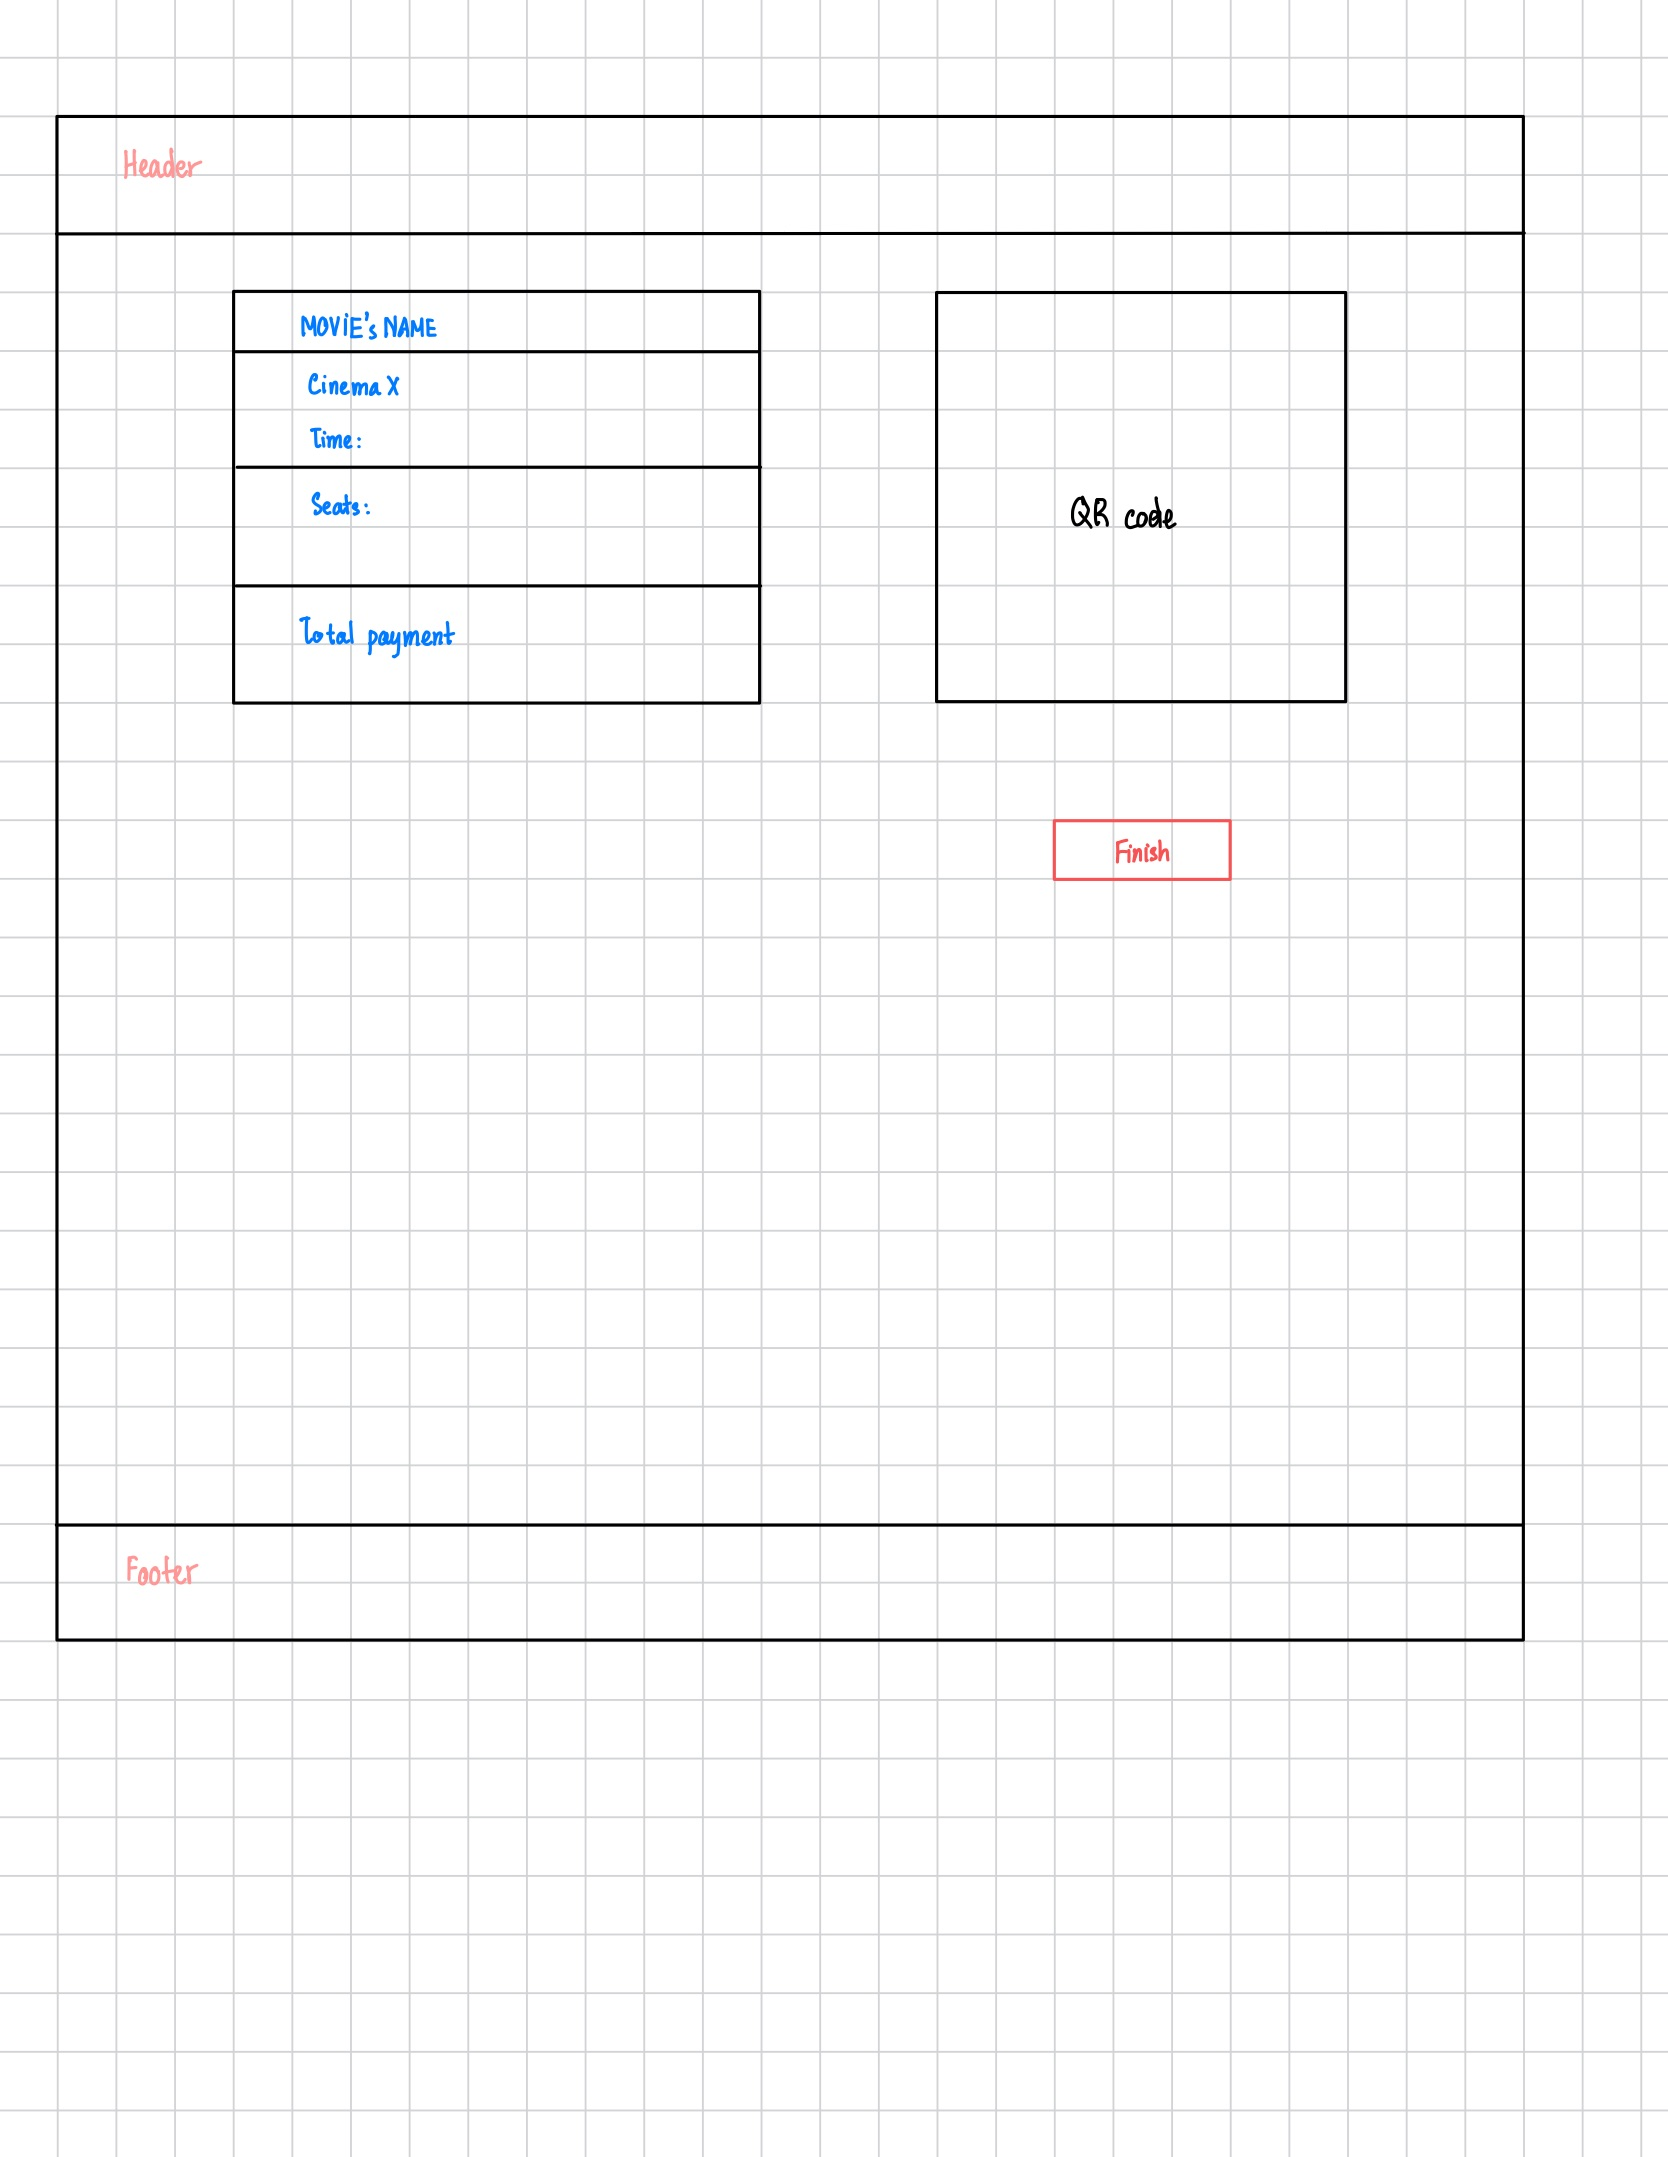 Header
MOVIE's NAME
Cinema X
Time:
Seats:
Total payment
QR code
Finish
Footer